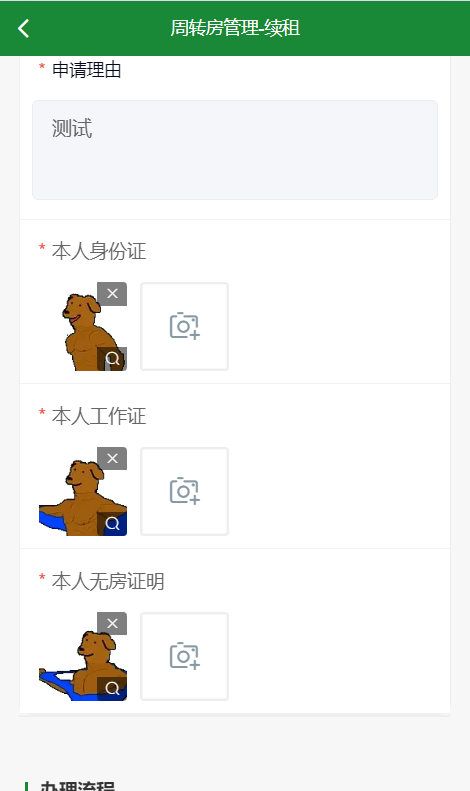 周转房管理-续租
* 申请理由
测试
* 本人身份证
* 本人工作证
* 本人无房证明
办理流程